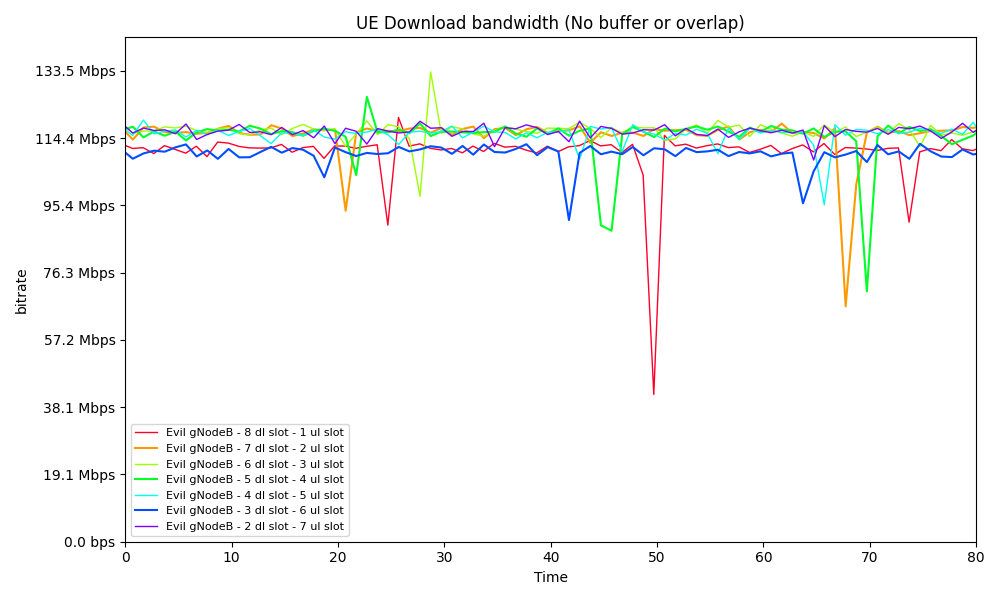 UE Download bandwidth (No buffer or overlap)
133.5 Mbps
114.4 Mbps
95.4 Mbps
76.3 Mbps
57.2 Mbps
38.1 Mbps
19.1 Mbps
0.0 bps
bitrate
Evil gNodeB - 8 dl slot - 1 ul slot
Evil gNodeB - 7 dl slot - 2 ul slot
Evil gNodeB - 6 dl slot - 3 ul slot
Evil gNodeB - 5 dl slot - 4 ul slot
Evil gNodeB - 4 dl slot - 5 ul slot
Evil gNodeB - 3 dl slot - 6 ul slot
Evil gNodeB - 2 dl slot - 7 ul slot
0 10 20 30 40 50 60 70 80
Time